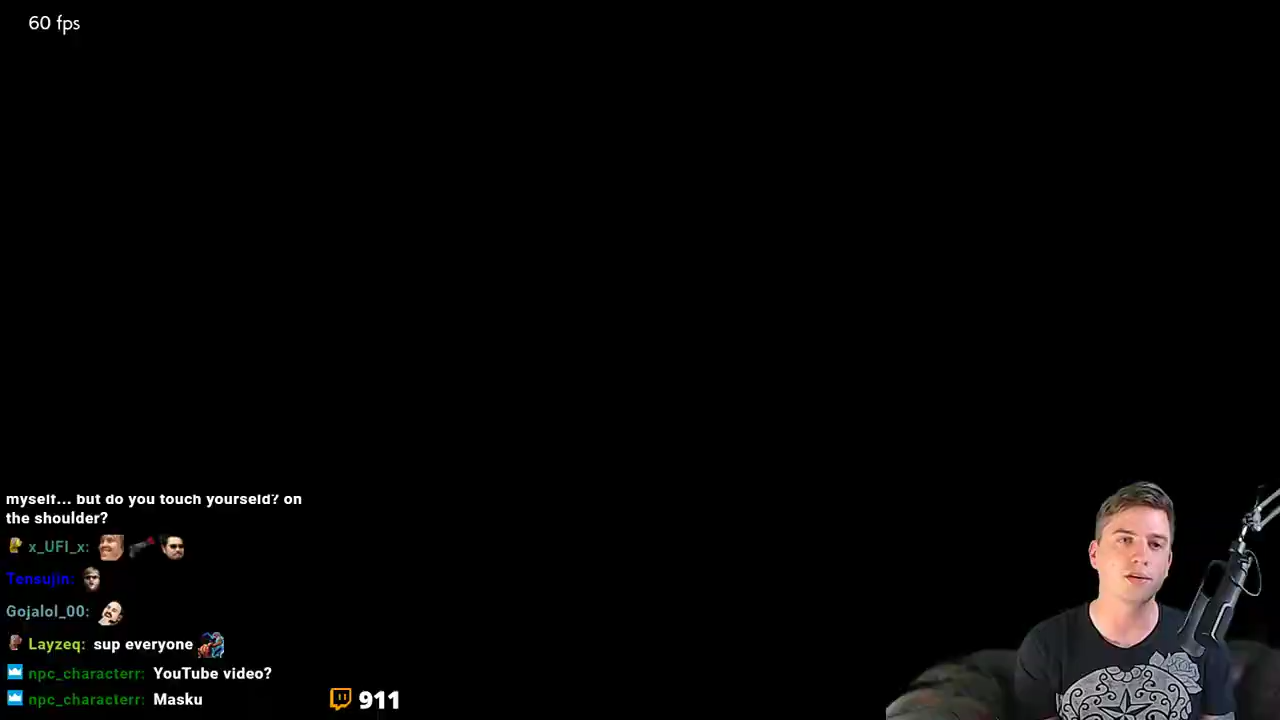 60 fps
myself... but do you touch yourseld? on
the shoulder?
x_UFI_x:
Tensujin:
Gojalol_00:
Layzeq: sup everyone
npc_characterr: YouTube video?
npc_characterr: Masku
911